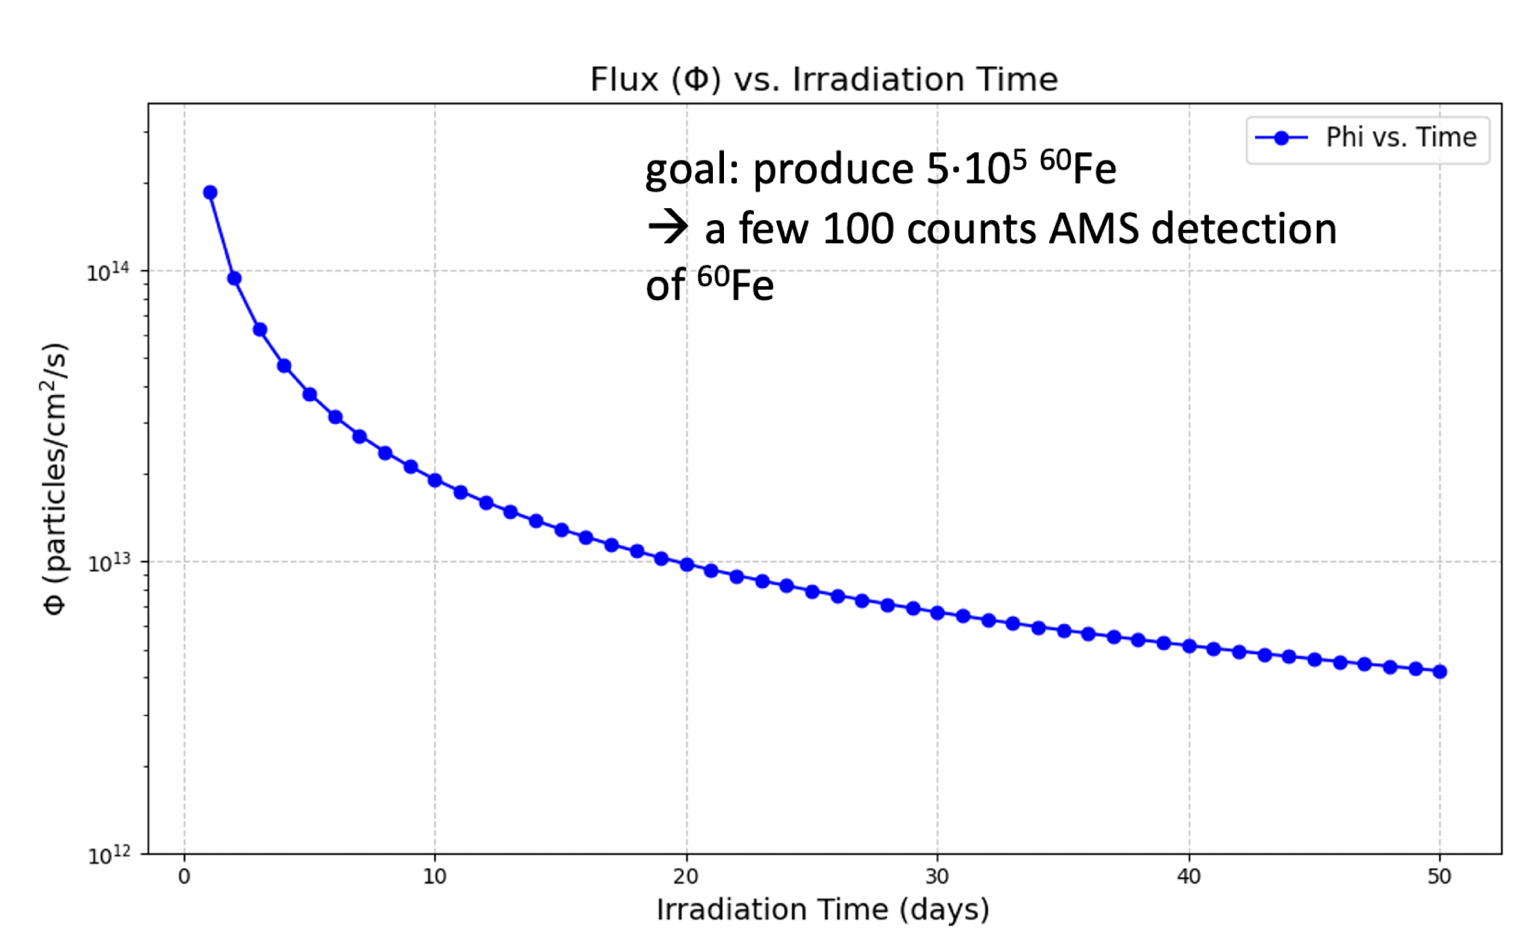 Flux (Φ) vs. Irradiation Time
Phi vs. Time
goal: produce 5·10⁵ ⁶⁰Fe
→ a few 100 counts AMS detection
of ⁶⁰Fe
Φ (particles/cm²/s)
10¹⁴
10¹³
10¹²
0 10 20 30 40 50
Irradiation Time (days)